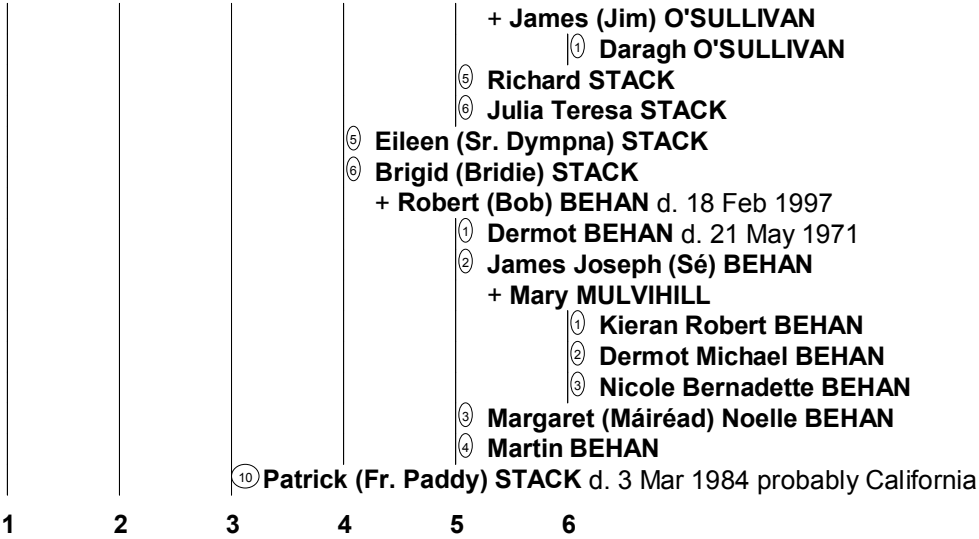 + James (Jim) O'SULLIVAN
1 Daragh O'SULLIVAN
5 Richard STACK
6 Julia Teresa STACK
5 Eileen (Sr. Dympna) STACK
6 Brigid (Bridie) STACK
+ Robert (Bob) BEHAN d. 18 Feb 1997
1 Dermot BEHAN d. 21 May 1971
2 James Joseph (Sé) BEHAN
+ Mary MULVIHILL
1 Kieran Robert BEHAN
2 Dermot Michael BEHAN
3 Nicole Bernadette BEHAN
3 Margaret (Máiréad) Noelle BEHAN
4 Martin BEHAN
10 Patrick (Fr. Paddy) STACK d. 3 Mar 1984 probably California
1 2 3 4 5 6